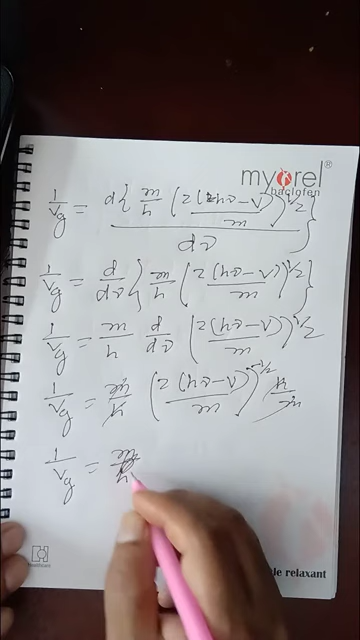 myorel®
baclofen
1/Vg = d{ m/h (2(hν-V)/m)^1/2 } / dν
1/Vg = d/dν { m/h (2(hν-V)/m)^1/2 }
1/Vg = m/h d/dν (2(hν-V)/m)^1/2
1/Vg = m/h (2(hν-V)/m)^-1/2 h/m
1/Vg =
Healthcare
le relaxant